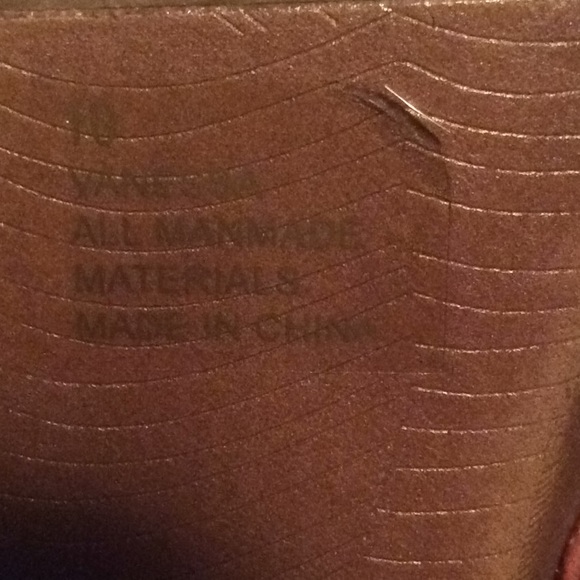 10
VANESSA
ALL MANMADE
MATERIALS
MADE IN CHINA